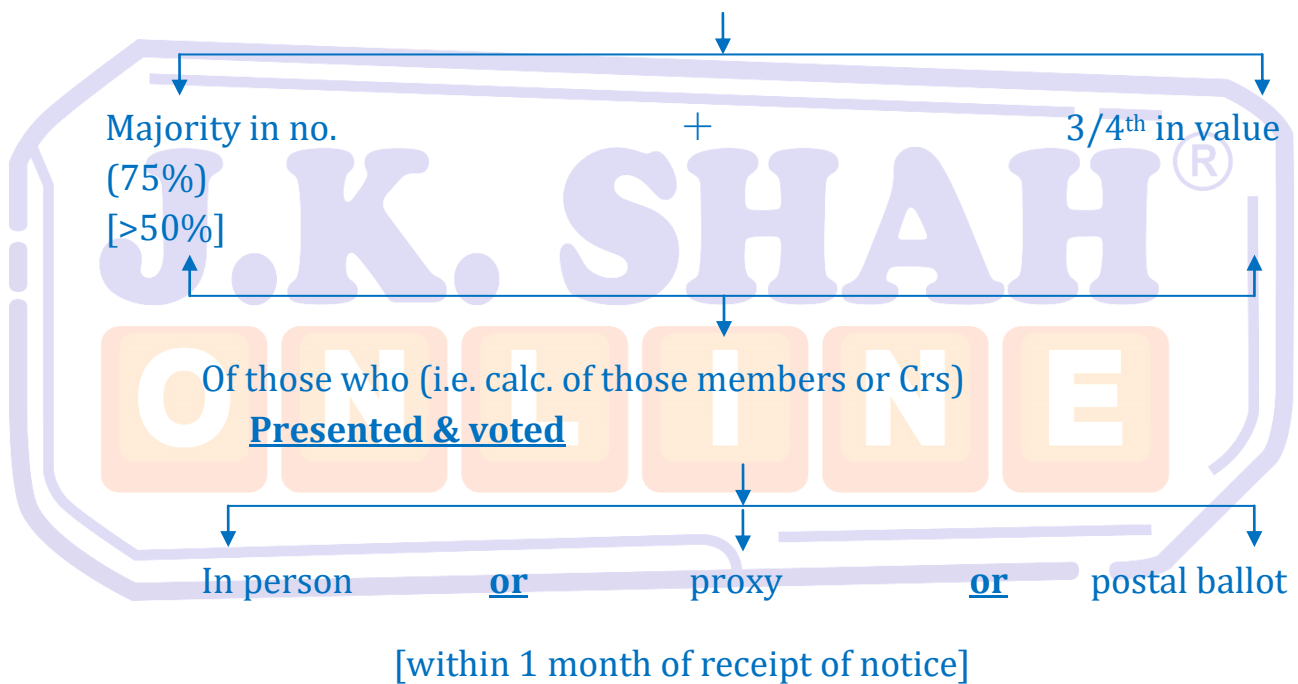 Majority in no. + 3/4th in value
(75%)
[>50%]
J.K. SHAH®
ONLINE
Of those who (i.e. calc. of those members or Crs)
Presented & voted
In person or proxy or postal ballot
[within 1 month of receipt of notice]